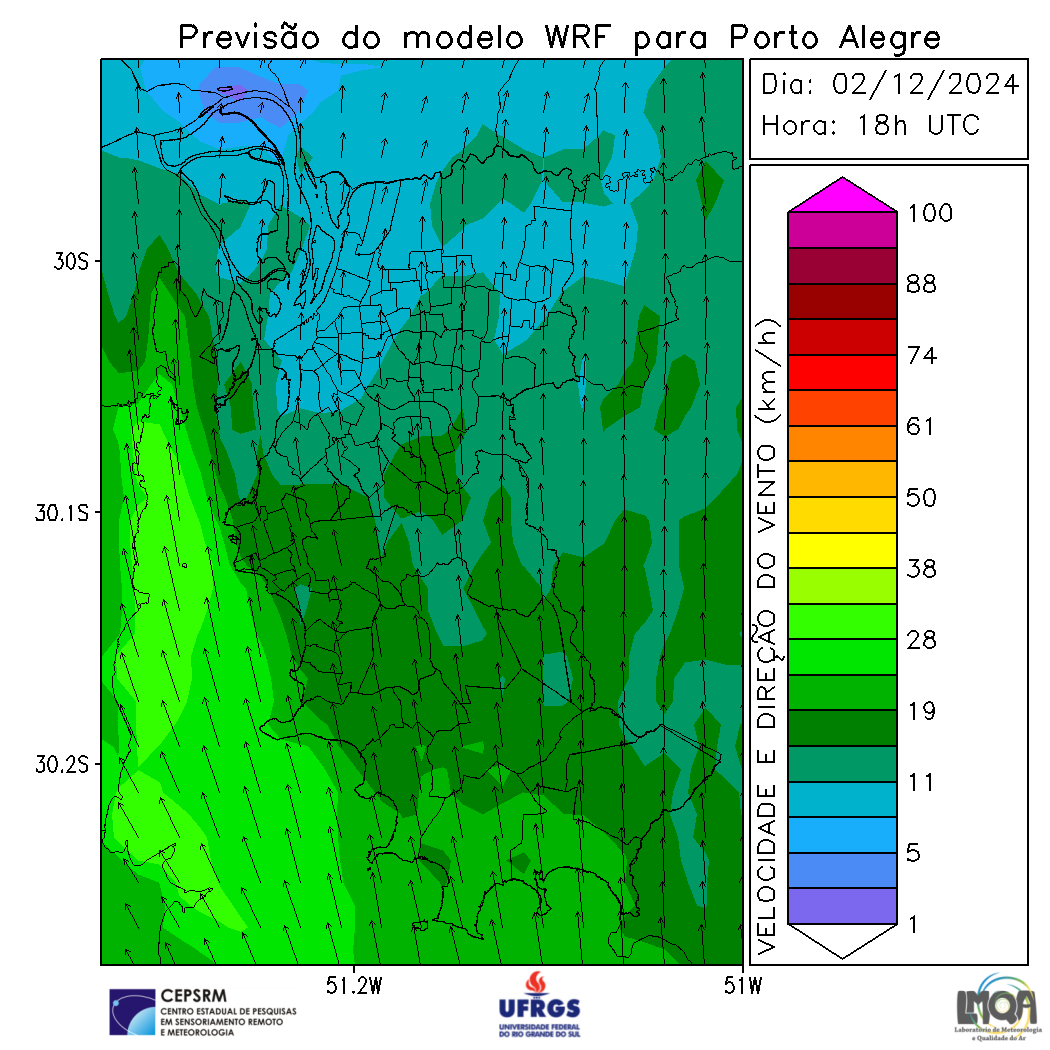 Previsão do modelo WRF para Porto Alegre
Dia: 02/12/2024
Hora: 18h UTC
30S
30.1S
30.2S
51.2W
51W
VELOCIDADE E DIREÇÃO DO VENTO (km/h)
100
88
74
61
50
38
28
19
11
5
1
CEPSRM
CENTRO ESTADUAL DE PESQUISAS
EM SENSORIAMENTO REMOTO
E METEOROLOGIA
UFRGS
UNIVERSIDADE FEDERAL
DO RIO GRANDE DO SUL
LMQA
Laboratório de Meteorologia
e Qualidade do Ar